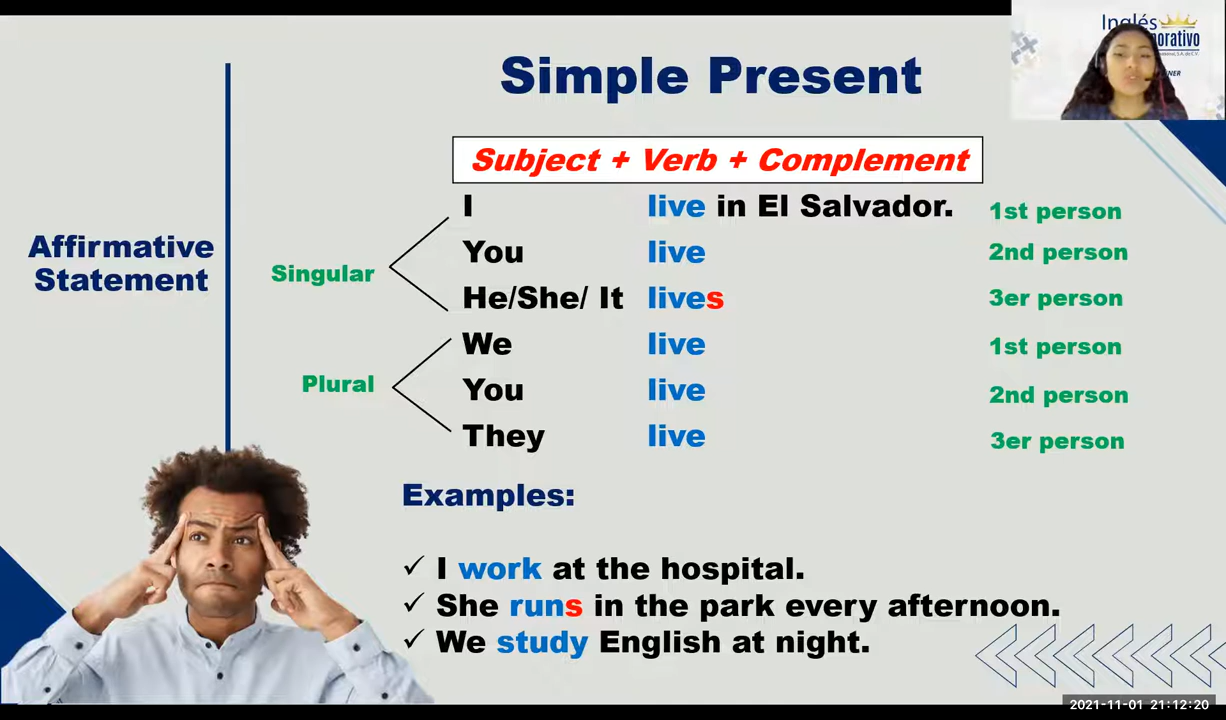 Simple Present
Inglés
Subject + Verb + Complement
I live in El Salvador. 1st person
Affirmative
Statement
Singular
You live 2nd person
He/She/ It lives 3er person
We live 1st person
Plural
You live 2nd person
They live 3er person
Examples:
✓ I work at the hospital.
✓ She runs in the park every afternoon.
✓ We study English at night.
2021-11-01 21:12:20